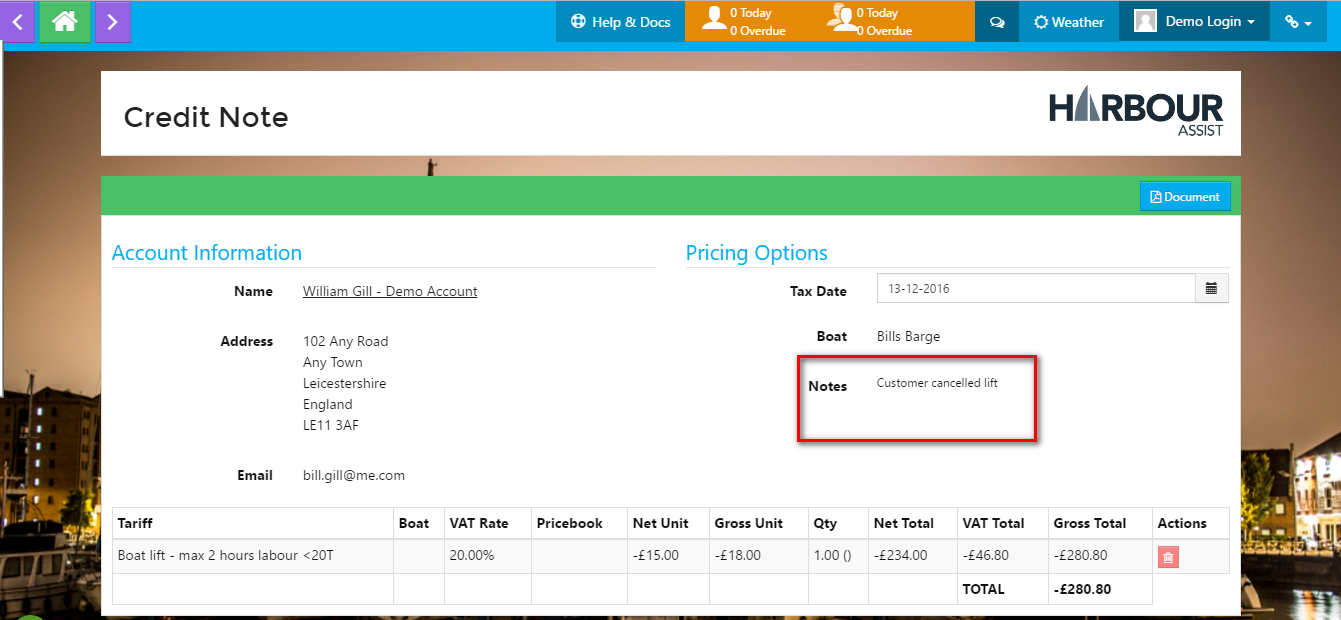 Help & Docs
0 Today
0 Overdue
0 Today
0 Overdue
Weather
Demo Login
Credit Note
HARBOUR
ASSIST
Document
Account Information
Name William Gill - Demo Account
Address 102 Any Road
Any Town
Leicestershire
England
LE11 3AF
Email bill.gill@me.com
Pricing Options
Tax Date 13-12-2016
Boat Bills Barge
Notes Customer cancelled lift
Tariff Boat VAT Rate Pricebook Net Unit Gross Unit Qty Net Total VAT Total Gross Total Actions
Boat lift - max 2 hours labour <20T 20.00% -£15.00 -£18.00 1.00 () -£234.00 -£46.80 -£280.80
TOTAL -£280.80